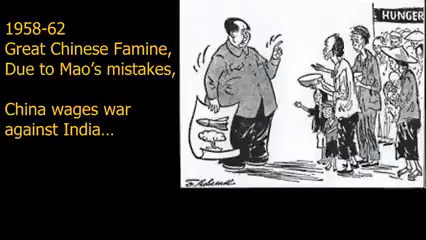 1958-62
Great Chinese Famine,
Due to Mao's mistakes,
China wages war
against India...
HUNGER